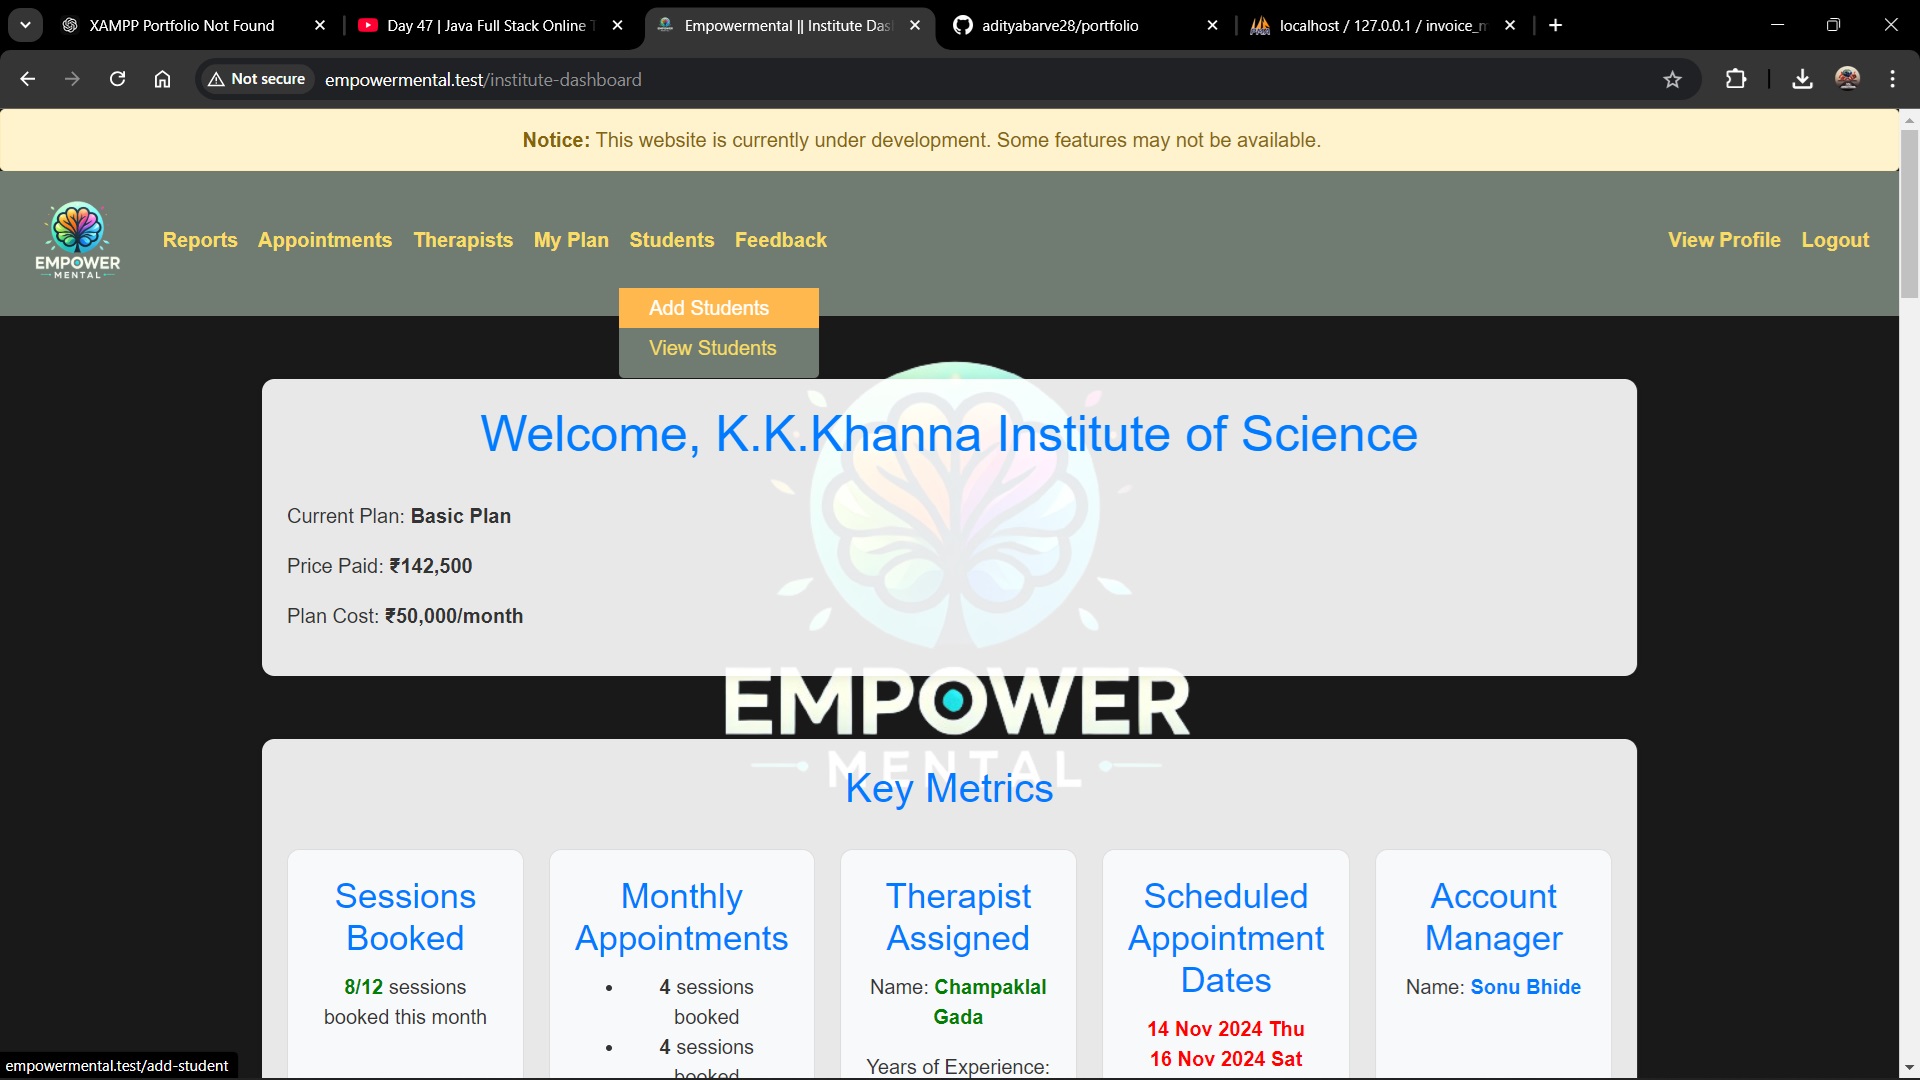 XAMPP Portfolio Not Found
Day 47 | Java Full Stack Online
Empowermental || Institute Das
adityabarve28/portfolio
localhost / 127.0.0.1 / invoice_m
Not secure
empowermental.test/institute-dashboard
Notice: This website is currently under development. Some features may not be available.
EMPOWER
MENTAL
Reports
Appointments
Therapists
My Plan
Students
Feedback
View Profile
Logout
Add Students
View Students
Welcome, K.K.Khanna Institute of Science
Current Plan: Basic Plan
Price Paid: ₹142,500
Plan Cost: ₹50,000/month
EMPOWER
MENTAL
Key Metrics
Sessions
Booked
8/12 sessions
booked this month
Monthly
Appointments
• 4 sessions
booked
• 4 sessions
booked
Therapist
Assigned
Name: Champaklal
Gada
Years of Experience:
Scheduled
Appointment
Dates
14 Nov 2024 Thu
16 Nov 2024 Sat
Account
Manager
Name: Sonu Bhide
empowermental.test/add-student